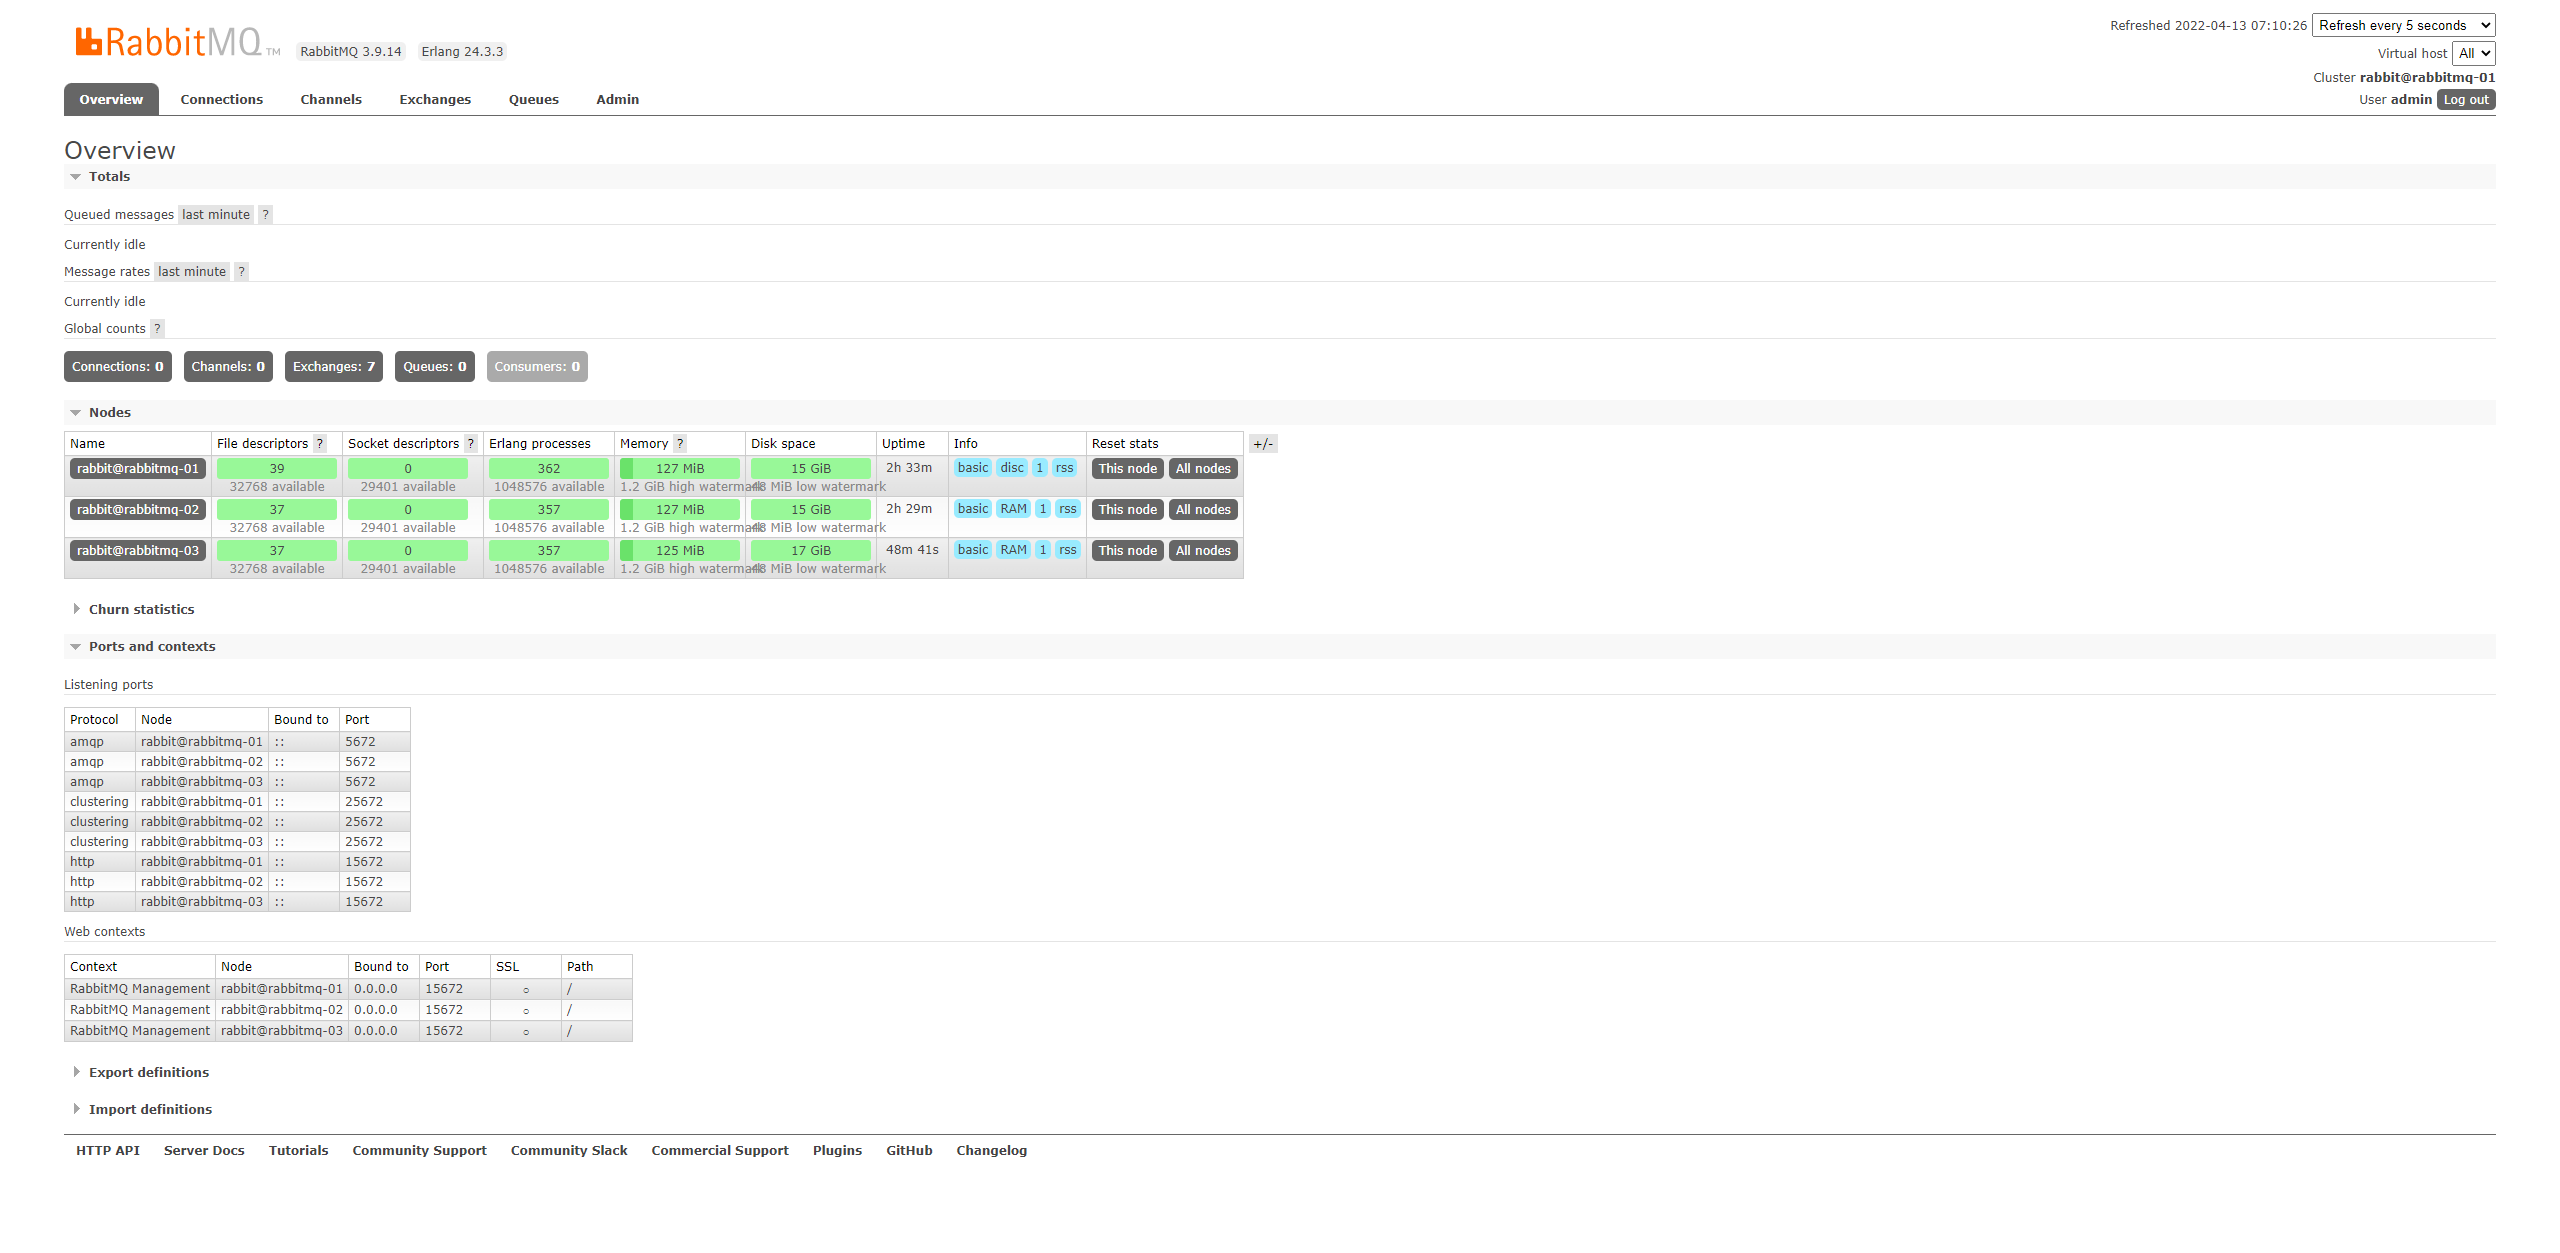 RabbitMQ TM RabbitMQ 3.9.14 Erlang 24.3.3
Refreshed 2022-04-13 07:10:26 Refresh every 5 seconds
Virtual host All
Cluster rabbit@rabbitmq-01
User admin Log out
Overview Connections Channels Exchanges Queues Admin
Overview
Totals
Queued messages last minute ?
Currently idle
Message rates last minute ?
Currently idle
Global counts ?
Connections: 0 Channels: 0 Exchanges: 7 Queues: 0 Consumers: 0
Nodes
Name File descriptors ? Socket descriptors ? Erlang processes Memory ? Disk space Uptime Info Reset stats +/-
rabbit@rabbitmq-01 39 0 362 127 MiB 15 GiB 2h 33m basic disc 1 rss This node All nodes
32768 available 29401 available 1048576 available 1.2 GiB high watermark 48 MiB low watermark
rabbit@rabbitmq-02 37 0 357 127 MiB 15 GiB 2h 29m basic RAM 1 rss This node All nodes
32768 available 29401 available 1048576 available 1.2 GiB high watermark 48 MiB low watermark
rabbit@rabbitmq-03 37 0 357 125 MiB 17 GiB 48m 41s basic RAM 1 rss This node All nodes
32768 available 29401 available 1048576 available 1.2 GiB high watermark 48 MiB low watermark
Churn statistics
Ports and contexts
Listening ports
Protocol Node Bound to Port
amqp rabbit@rabbitmq-01 :: 5672
amqp rabbit@rabbitmq-02 :: 5672
amqp rabbit@rabbitmq-03 :: 5672
clustering rabbit@rabbitmq-01 :: 25672
clustering rabbit@rabbitmq-02 :: 25672
clustering rabbit@rabbitmq-03 :: 25672
http rabbit@rabbitmq-01 :: 15672
http rabbit@rabbitmq-02 :: 15672
http rabbit@rabbitmq-03 :: 15672
Web contexts
Context Node Bound to Port SSL Path
RabbitMQ Management rabbit@rabbitmq-01 0.0.0.0 15672 ○ /
RabbitMQ Management rabbit@rabbitmq-02 0.0.0.0 15672 ○ /
RabbitMQ Management rabbit@rabbitmq-03 0.0.0.0 15672 ○ /
Export definitions
Import definitions
HTTP API Server Docs Tutorials Community Support Community Slack Commercial Support Plugins GitHub Changelog